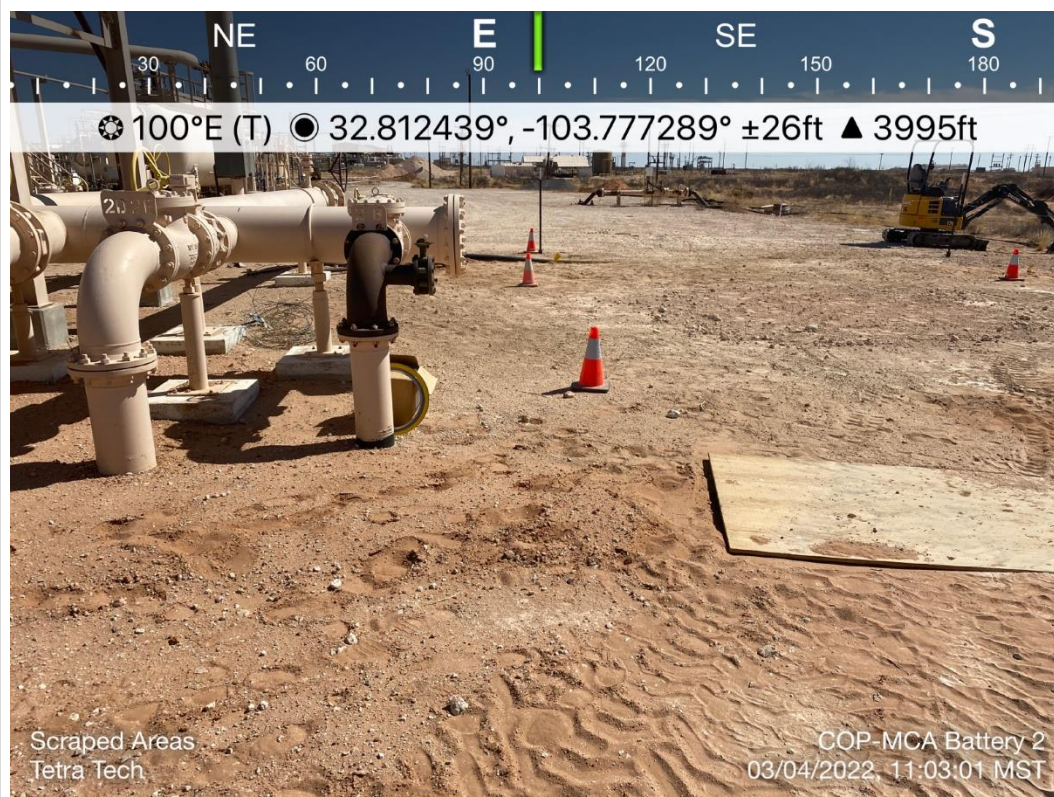 NE E SE S
30 60 90 120 150 180
100°E (T) 32.812439°, -103.777289° ±26ft ▲ 3995ft
Scraped Areas
Tetra Tech
COP-MCA Battery 2
03/04/2022, 11:03:01 MST